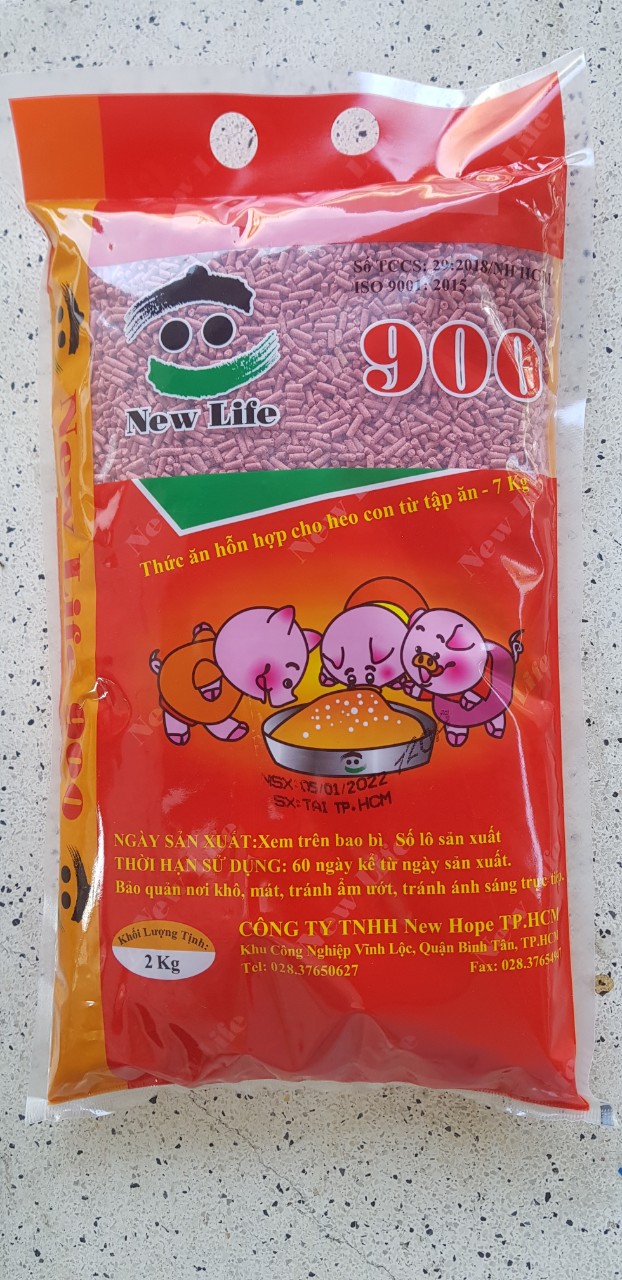 Số TCCS: 29:2018/NH HCM
ISO 9001: 2015
New Life
900
Thức ăn hỗn hợp cho heo con từ tập ăn - 7 Kg
NSX:05/01/2022
SX:TẠI TP.HCM
NGÀY SẢN XUẤT:Xem trên bao bì Số lô sản xuất
THỜI HẠN SỬ DỤNG: 60 ngày kể từ ngày sản xuất.
Bảo quản nơi khô, mát, tránh ẩm ướt, tránh ánh sáng trực tiếp.
Khối Lượng Tịnh:
2 Kg
CÔNG TY TNHH New Hope TP.HCM
Khu Công Nghiệp Vĩnh Lộc, Quận Bình Tân, TP.HCM
Tel: 028.37650627
Fax:
New Life 900